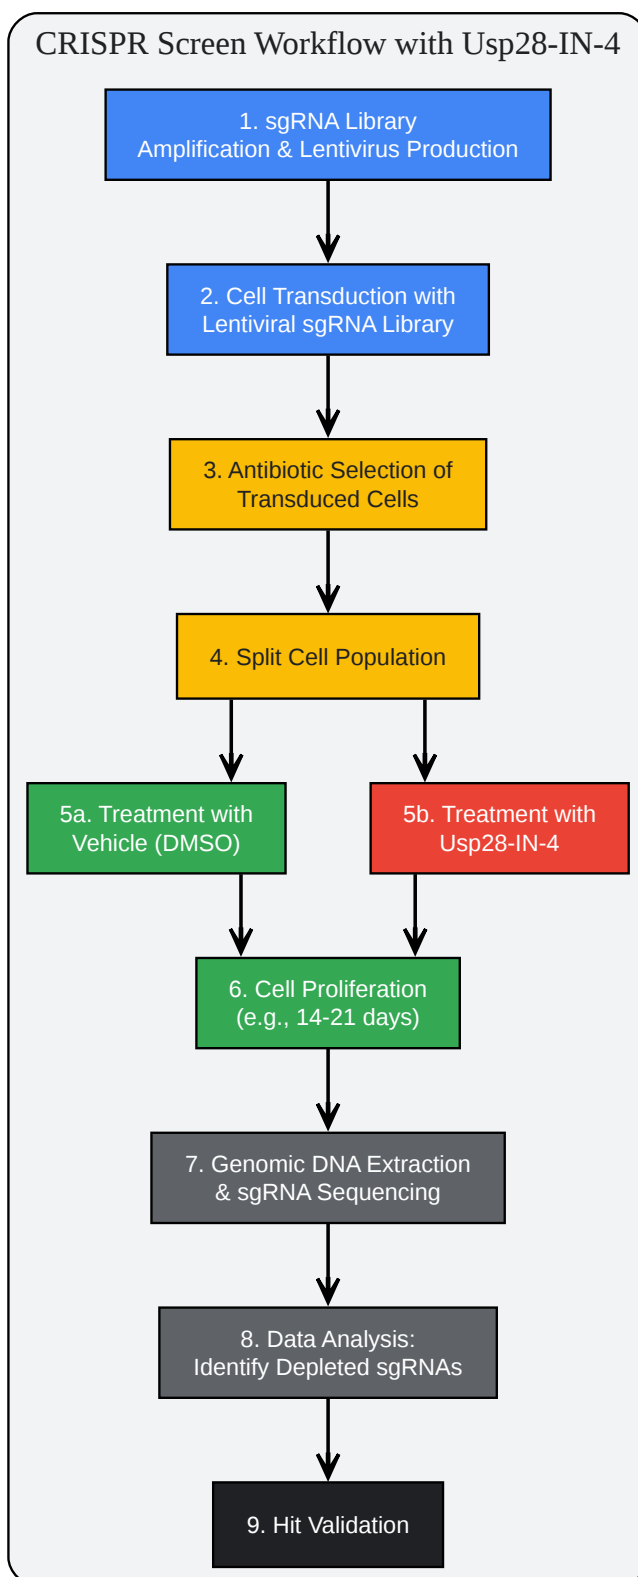 CRISPR Screen Workflow with Usp28-IN-4
1. sgRNA Library
Amplification & Lentivirus Production
2. Cell Transduction with
Lentiviral sgRNA Library
3. Antibiotic Selection of
Transduced Cells
4. Split Cell Population
5a. Treatment with
Vehicle (DMSO)
5b. Treatment with
Usp28-IN-4
6. Cell Proliferation
(e.g., 14-21 days)
7. Genomic DNA Extraction
& sgRNA Sequencing
8. Data Analysis:
Identify Depleted sgRNAs
9. Hit Validation